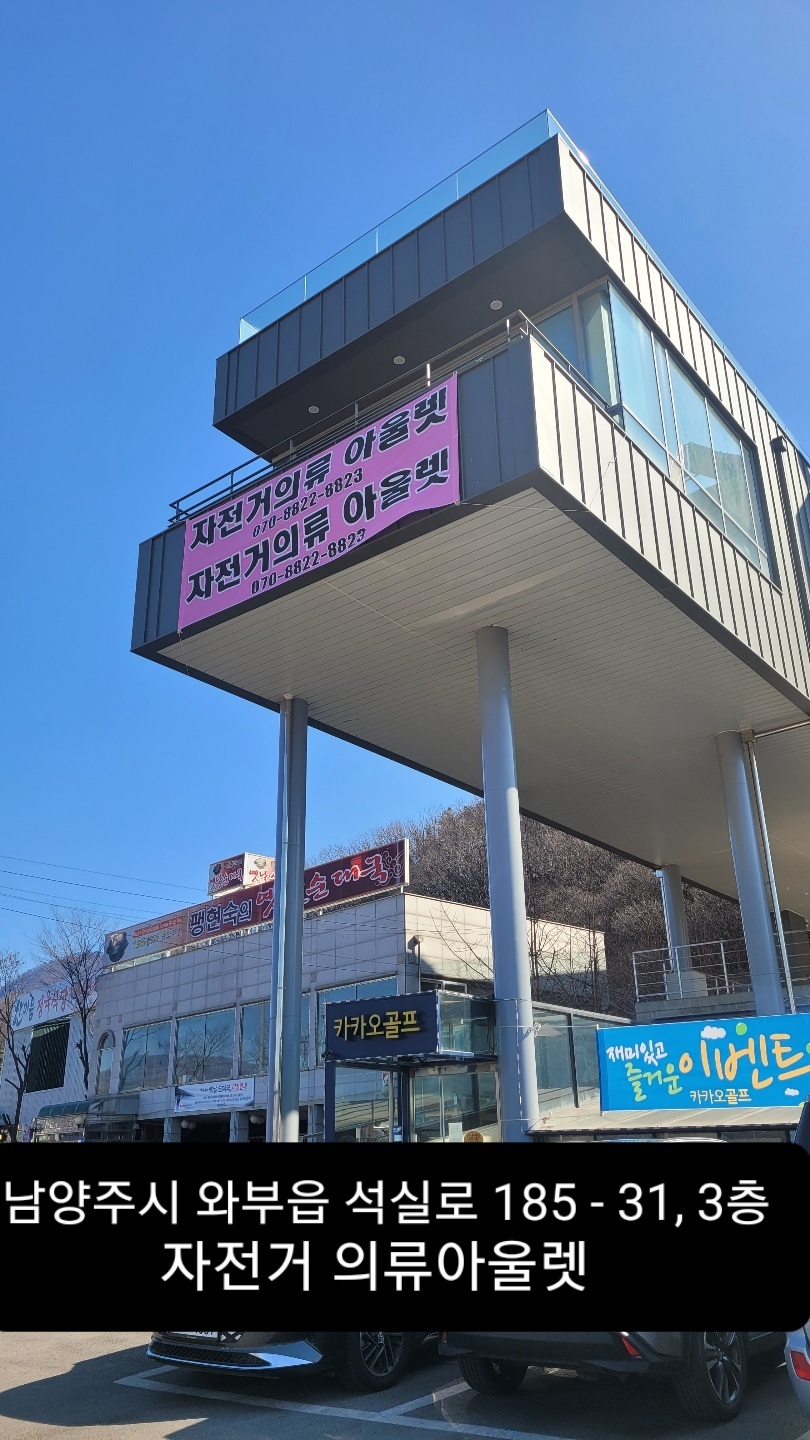 자전거의류 아울렛
070-8822-8823
자전거의류 아울렛
070-8822-8823
팽현숙의
카카오골프
재미있고
즐거운 이벤트
카카오골프
남양주시 와부읍 석실로 185 - 31, 3층
자전거 의류아울렛